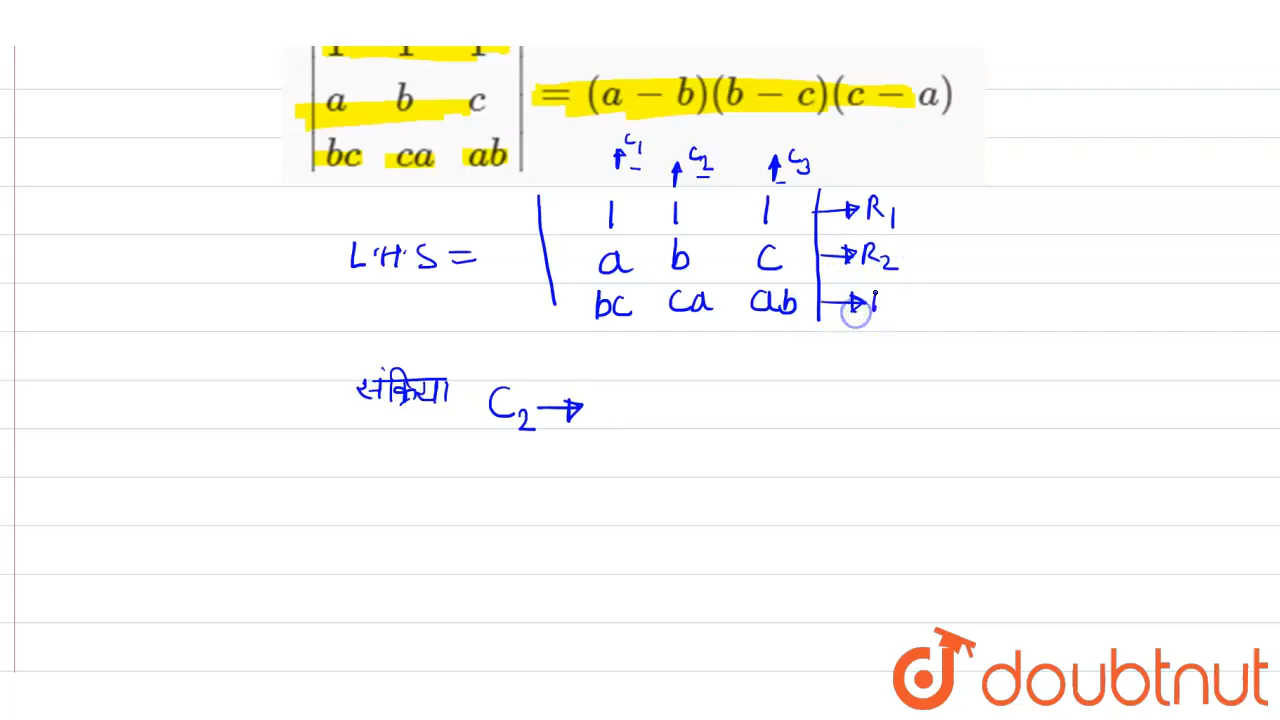 1 1 1
a b c = (a − b)(b − c)(c − a)
bc ca ab
C1 C2 C3
1 1 1 → R1
L.H.S = a b c → R2
bc ca ab →
संक्रिया C2 →
doubtnut